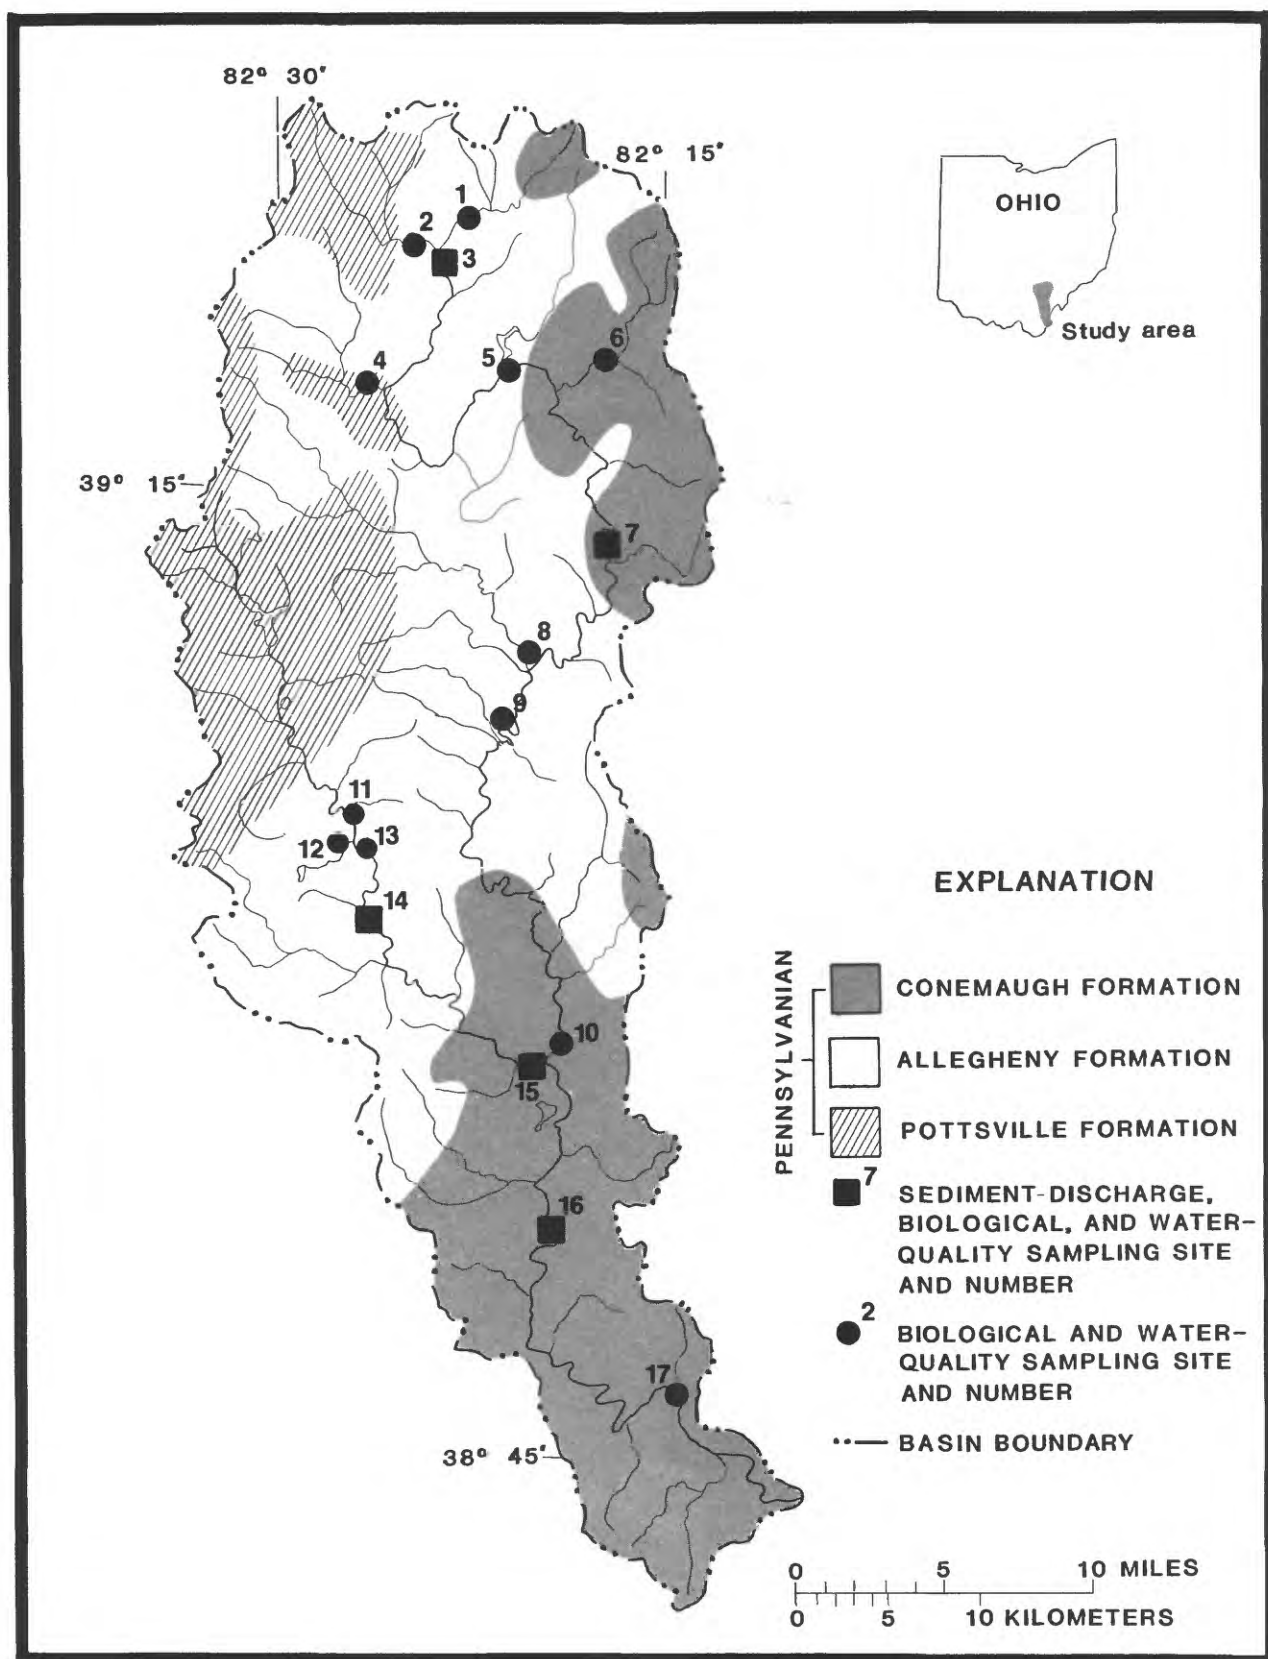 82° 30'
82° 15'
OHIO
Study area
1
2
3
4
5
6
39° 15'
7
8
9
11
12
13
14
10
15
16
17
38° 45'
EXPLANATION
PENNSYLVANIAN
CONEMAUGH FORMATION
ALLEGHENY FORMATION
POTTSVILLE FORMATION
7
SEDIMENT-DISCHARGE,
BIOLOGICAL, AND WATER-
QUALITY SAMPLING SITE
AND NUMBER
2
BIOLOGICAL AND WATER-
QUALITY SAMPLING SITE
AND NUMBER
BASIN BOUNDARY
0 5 10 MILES
0 5 10 KILOMETERS